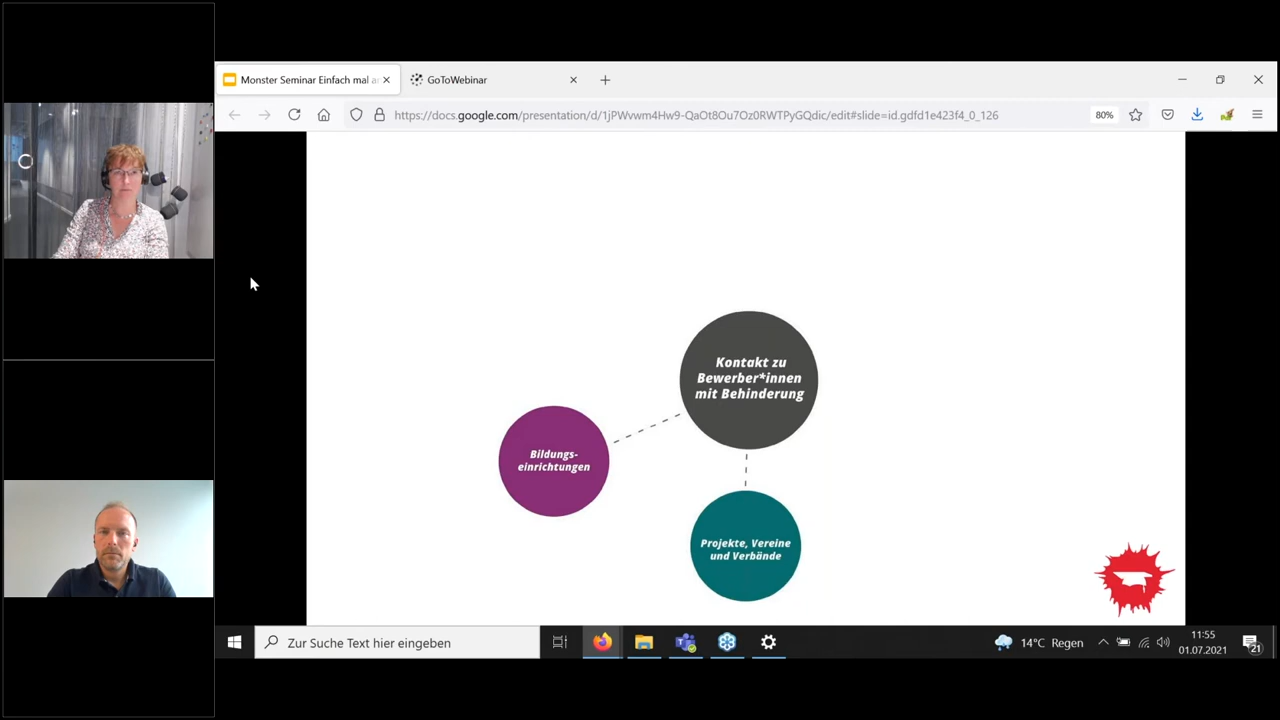 Monster Seminar Einfach mal a
GoToWebinar
https://docs.google.com/presentation/d/1jPWvwm4Hw9-QaOt8Ou7Oz0RWTPyGQdic/edit#slide=id.gdfd1e423f4_0_126
80%
Kontakt zu
Bewerber*innen
mit Behinderung
Bildungs-
einrichtungen
Projekte, Vereine
und Verbände
Zur Suche Text hier eingeben
14°C Regen
11:55
01.07.2021
21